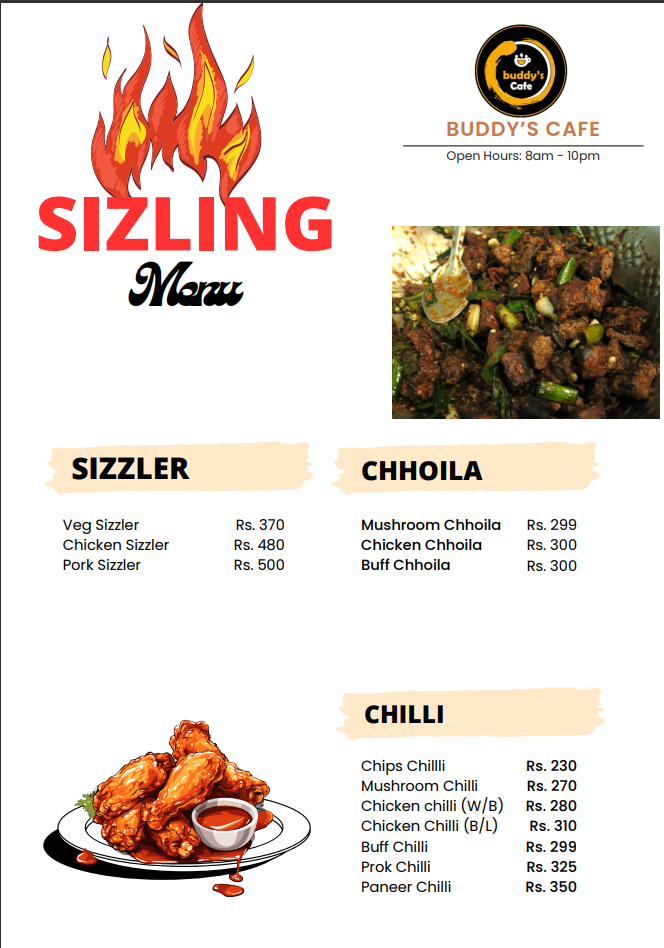 buddy's
Cafe
BUDDY'S CAFE
Open Hours: 8am - 10pm
SIZLING
Menu
SIZZLER
Veg Sizzler Rs. 370
Chicken Sizzler Rs. 480
Pork Sizzler Rs. 500
CHHOILA
Mushroom Chhoila Rs. 299
Chicken Chhoila Rs. 300
Buff Chhoila Rs. 300
CHILLI
Chips Chillli Rs. 230
Mushroom Chilli Rs. 270
Chicken chilli (W/B) Rs. 280
Chicken Chilli (B/L) Rs. 310
Buff Chilli Rs. 299
Prok Chilli Rs. 325
Paneer Chilli Rs. 350